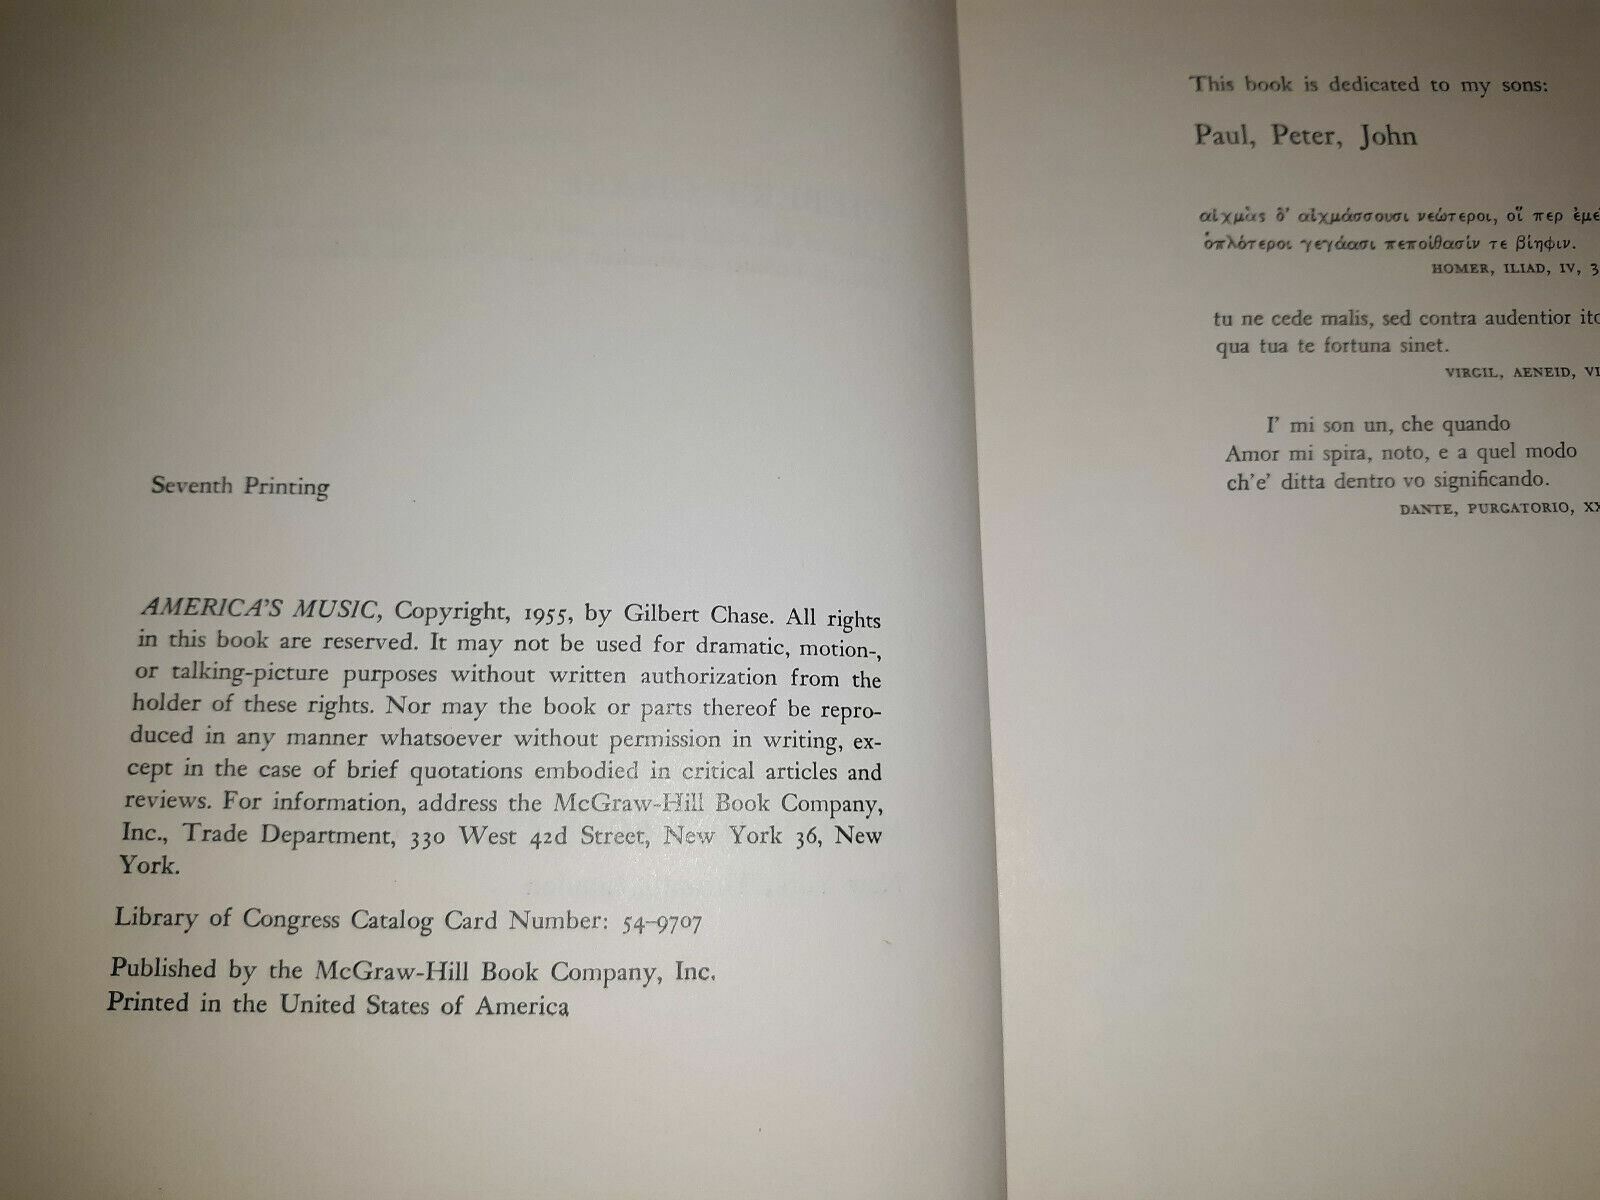 Seventh Printing
AMERICA'S MUSIC, Copyright, 1955, by Gilbert Chase. All rights
in this book are reserved. It may not be used for dramatic, motion-,
or talking-picture purposes without written authorization from the
holder of these rights. Nor may the book or parts thereof be repro-
duced in any manner whatsoever without permission in writing, ex-
cept in the case of brief quotations embodied in critical articles and
reviews. For information, address the McGraw-Hill Book Company,
Inc., Trade Department, 330 West 42d Street, New York 36, New
York.
Library of Congress Catalog Card Number: 54-9707
Published by the McGraw-Hill Book Company, Inc.
Printed in the United States of America
This book is dedicated to my sons:
Paul, Peter, John
αἰχμὰς δ' αἰχμάσσουσι νεώτεροι, οἵ περ ἐμέ
ὁπλότεροι γεγάασι πεποίθασίν τε βίηφιν.
HOMER, ILIAD, IV, 3
tu ne cede malis, sed contra audentior ito
qua tua te fortuna sinet.
VIRGIL, AENEID, VI
I' mi son un, che quando
Amor mi spira, noto, e a quel modo
ch'e' ditta dentro vo significando.
DANTE, PURGATORIO, XX